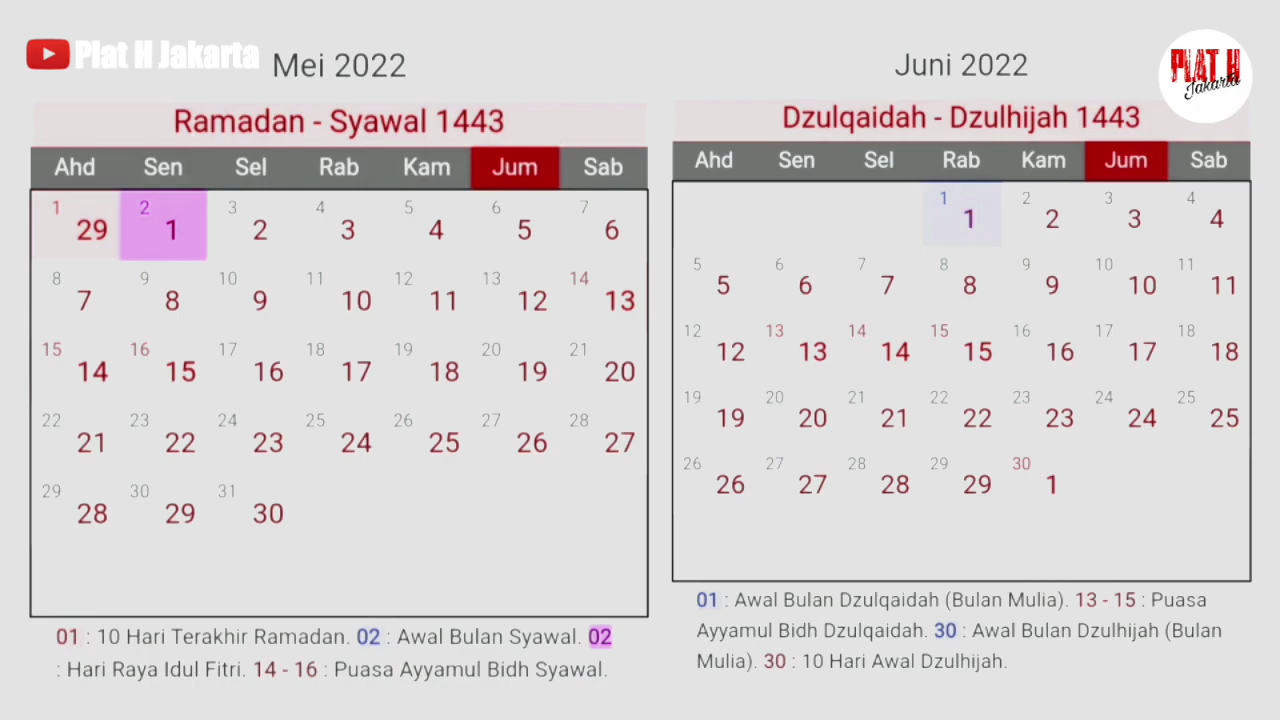 Plat H Jakarta
Mei 2022
Ramadan - Syawal 1443
Ahd Sen Sel Rab Kam Jum Sab
1 29 2 1 3 2 4 3 5 4 6 5 7 6
8 7 9 8 10 9 11 10 12 11 13 12 14 13
15 14 16 15 17 16 18 17 19 18 20 19 21 20
22 21 23 22 24 23 25 24 26 25 27 26 28 27
29 28 30 29 31 30
01 : 10 Hari Terakhir Ramadan. 02 : Awal Bulan Syawal. 02
: Hari Raya Idul Fitri. 14 - 16 : Puasa Ayyamul Bidh Syawal.
Juni 2022
PLAT H
Jakarta
Dzulqaidah - Dzulhijah 1443
Ahd Sen Sel Rab Kam Jum Sab
1 1 2 2 3 3 4 4
5 5 6 6 7 7 8 8 9 9 10 10 11 11
12 12 13 13 14 14 15 15 16 16 17 17 18 18
19 19 20 20 21 21 22 22 23 23 24 24 25 25
26 26 27 27 28 28 29 29 30 1
01 : Awal Bulan Dzulqaidah (Bulan Mulia). 13 - 15 : Puasa
Ayyamul Bidh Dzulqaidah. 30 : Awal Bulan Dzulhijah (Bulan
Mulia). 30 : 10 Hari Awal Dzulhijah.